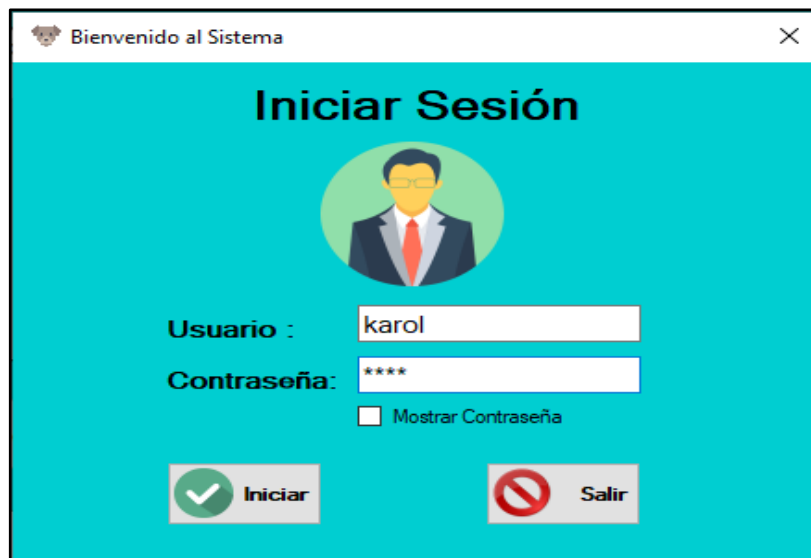 Bienvenido al Sistema
Iniciar Sesión
Usuario : karol
Contraseña: ****
Mostrar Contraseña
Iniciar Salir